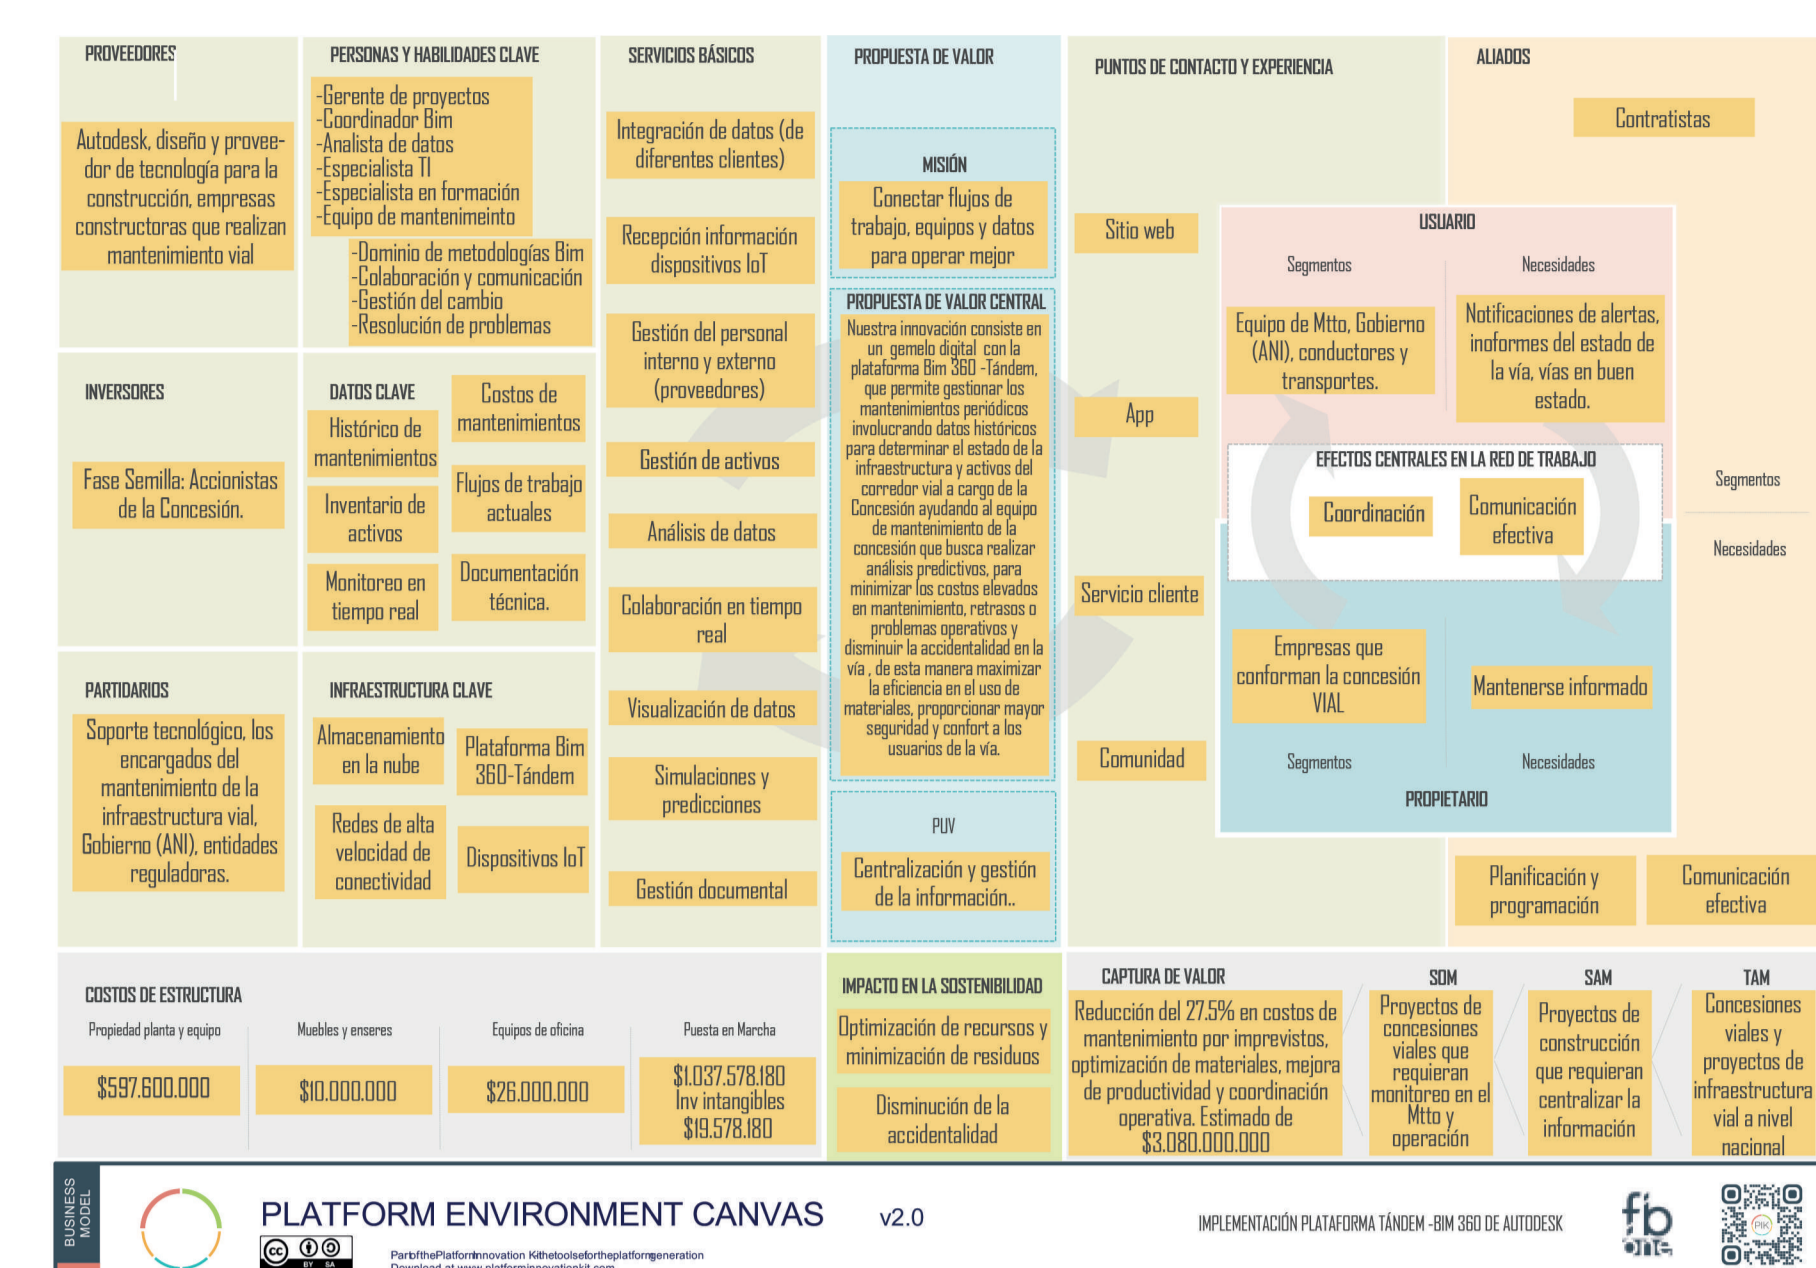 PROVEEDORES
Autodesk, diseño y provee-
dor de tecnología para la
construcción, empresas
constructoras que realizan
mantenimiento vial
PERSONAS Y HABILIDADES CLAVE
-Gerente de proyectos
-Coordinador Bim
-Analista de datos
-Especialista TI
-Especialista en formación
-Equipo de mantenimeinto
-Dominio de metodologías Bim
-Colaboración y comunicación
-Gestión del cambio
-Resolución de problemas
INVERSORES
Fase Semilla: Accionistas
de la Concesión.
DATOS CLAVE
Histórico de
mantenimientos
Inventario de
activos
Monitoreo en
tiempo real
Costos de
mantenimientos
Flujos de trabajo
actuales
Documentación
técnica.
PARTIDARIOS
Soporte tecnológico, los
encargados del
mantenimiento de la
infraestructura vial,
Gobierno (ANI), entidades
reguladoras.
INFRAESTRUCTURA CLAVE
Almacenamiento
en la nube
Plataforma Bim
360-Tándem
Redes de alta
velocidad de
conectividad
Dispositivos IoT
SERVICIOS BÁSICOS
Integración de datos (de
diferentes clientes)
Recepción información
dispositivos IoT
Gestión del personal
interno y externo
(proveedores)
Gestión de activos
Análisis de datos
Colaboración en tiempo
real
Visualización de datos
Simulaciones y
predicciones
Gestión documental
PROPUESTA DE VALOR
MISIÓN
Conectar flujos de
trabajo, equipos y datos
para operar mejor
PROPUESTA DE VALOR CENTRAL
Nuestra innovación consiste en
un gemelo digital con la
plataforma Bim 360 -Tándem,
que permite gestionar los
mantenimientos periódicos
involucrando datos históricos
para determinar el estado de la
infraestructura y activos del
corredor vial a cargo de la
Concesión ayudando al equipo
de mantenimiento de la
concesión que busca realizar
análisis predictivos, para
minimizar los costos elevados
en mantenimiento, retrasos o
problemas operativos y
disminuir la accidentalidad en la
vía , de esta manera maximizar
la eficiencia en el uso de
materiales, proporcionar mayor
seguridad y confort a los
usuarios de la vía.
PUV
Centralización y gestión
de la información..
PUNTOS DE CONTACTO Y EXPERIENCIA
Sitio web
App
Servicio cliente
Comunidad
ALIADOS
Contratistas
USUARIO
Segmentos
Necesidades
Equipo de Mtto, Gobierno
(ANI), conductores y
transportes.
Notificaciones de alertas,
inoformes del estado de
la vía, vías en buen
estado.
EFECTOS CENTRALES EN LA RED DE TRABAJO
Coordinación
Comunicación
efectiva
Empresas que
conforman la concesión
VIAL
Mantenerse informado
Segmentos
Necesidades
PROPIETARIO
Segmentos
Necesidades
Planificación y
programación
Comunicación
efectiva
COSTOS DE ESTRUCTURA
Propiedad planta y equipo
$597.600.000
Muebles y enseres
$10.000.000
Equipos de oficina
$26.000.000
Puesta en Marcha
$1.037.578.180
Inv intangibles
$19.578.180
IMPACTO EN LA SOSTENIBILIDAD
Optimización de recursos y
minimización de residuos
Disminución de la
accidentalidad
CAPTURA DE VALOR
Reducción del 27.5% en costos de
mantenimiento por imprevistos,
optimización de materiales, mejora
de productividad y coordinación
operativa. Estimado de
$3.080.000.000
SOM
Proyectos de
concesiones
viales que
requieran
monitoreo en el
Mtto y
operación
SAM
Proyectos de
construcción
que requieran
centralizar la
información
TAM
Concesiones
viales y
proyectos de
infraestructura
vial a nivel
nacional
BUSINESS
MODEL
PLATFORM ENVIRONMENT CANVAS v2.0
cc BY SA
PartofthePlatformInnovation Kitthetoolsefortheplatformgeneration
Download at www.platforminnovationkit.com
IMPLEMENTACIÓN PLATAFORMA TÁNDEM -BIM 360 DE AUTODESK
fb
one
PIK